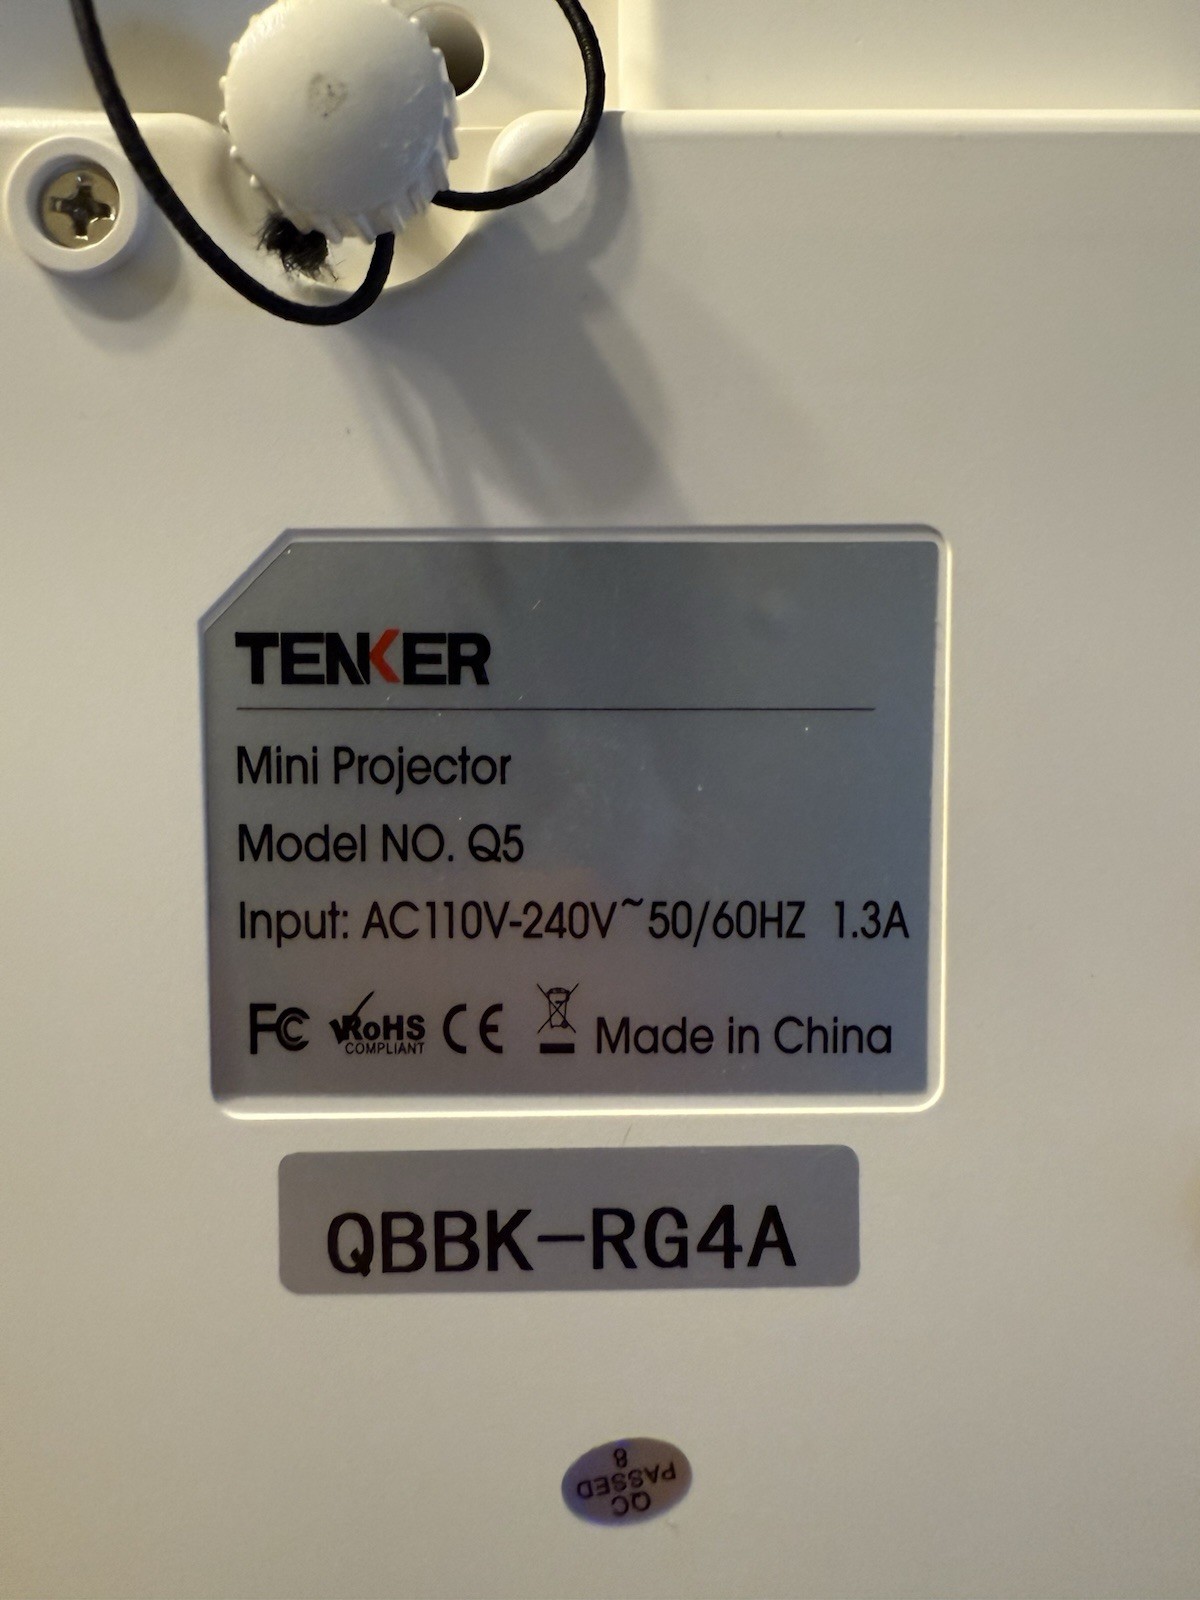 TENKER
Mini Projector
Model NO. Q5
Input: AC110V-240V~50/60HZ 1.3A
FC RoHS COMPLIANT CE Made in China
QBBK-RG4A
QC
PASSED
8